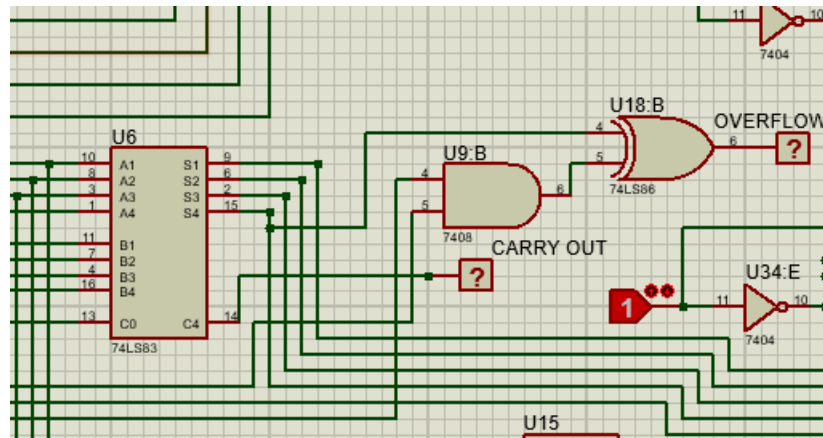 11
10
7404
U6
10 A1 S1 9
8 A2 S2 6
3 A3 S3 2
1 A4 S4 15
11 B1
7 B2
4 B3
16 B4
13 C0 C4 14
74LS83
U9:B
4
5
6
7408
U18:B
4
5
6
74LS86
OVERFLOW
?
CARRY OUT
?
1
U34:E
11
10
7404
U15